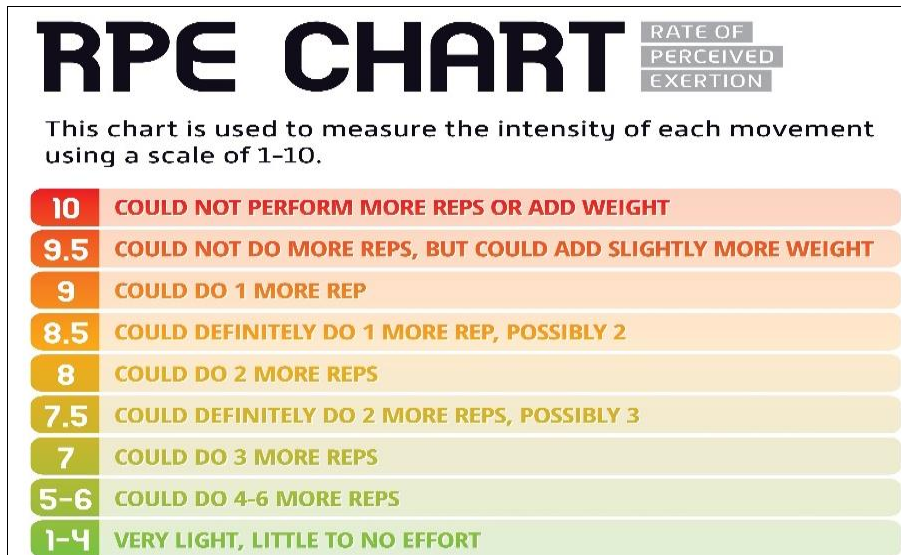 RPE CHART
RATE OF
PERCEIVED
EXERTION
This chart is used to measure the intensity of each movement
using a scale of 1-10.
10 COULD NOT PERFORM MORE REPS OR ADD WEIGHT
9.5 COULD NOT DO MORE REPS, BUT COULD ADD SLIGHTLY MORE WEIGHT
9 COULD DO 1 MORE REP
8.5 COULD DEFINITELY DO 1 MORE REP, POSSIBLY 2
8 COULD DO 2 MORE REPS
7.5 COULD DEFINITELY DO 2 MORE REPS, POSSIBLY 3
7 COULD DO 3 MORE REPS
5-6 COULD DO 4-6 MORE REPS
1-4 VERY LIGHT, LITTLE TO NO EFFORT